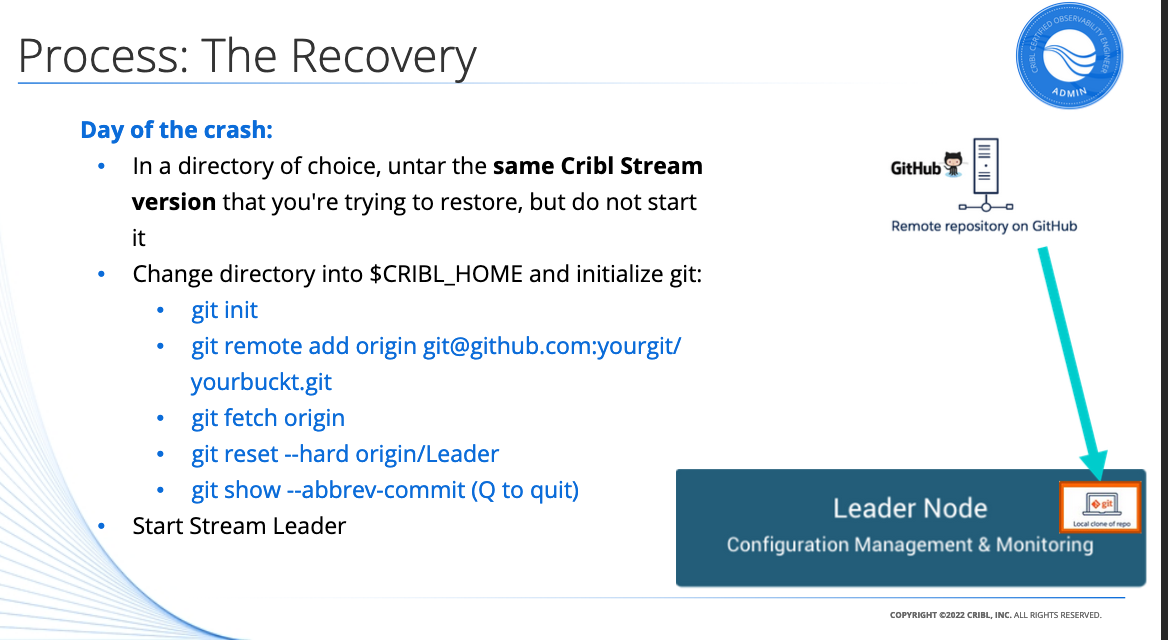 Process: The Recovery
CRIBL CERTIFIED OBSERVABILITY ENGINEER
ADMIN
Day of the crash:
• In a directory of choice, untar the same Cribl Stream
version that you're trying to restore, but do not start
it
• Change directory into $CRIBL_HOME and initialize git:
• git init
• git remote add origin git@github.com:yourgit/
yourbuckt.git
• git fetch origin
• git reset --hard origin/Leader
• git show --abbrev-commit (Q to quit)
• Start Stream Leader
GitHub
Remote repository on GitHub
Leader Node
Configuration Management & Monitoring
git
Local clone of repo
COPYRIGHT ©2022 CRIBL, INC. ALL RIGHTS RESERVED.